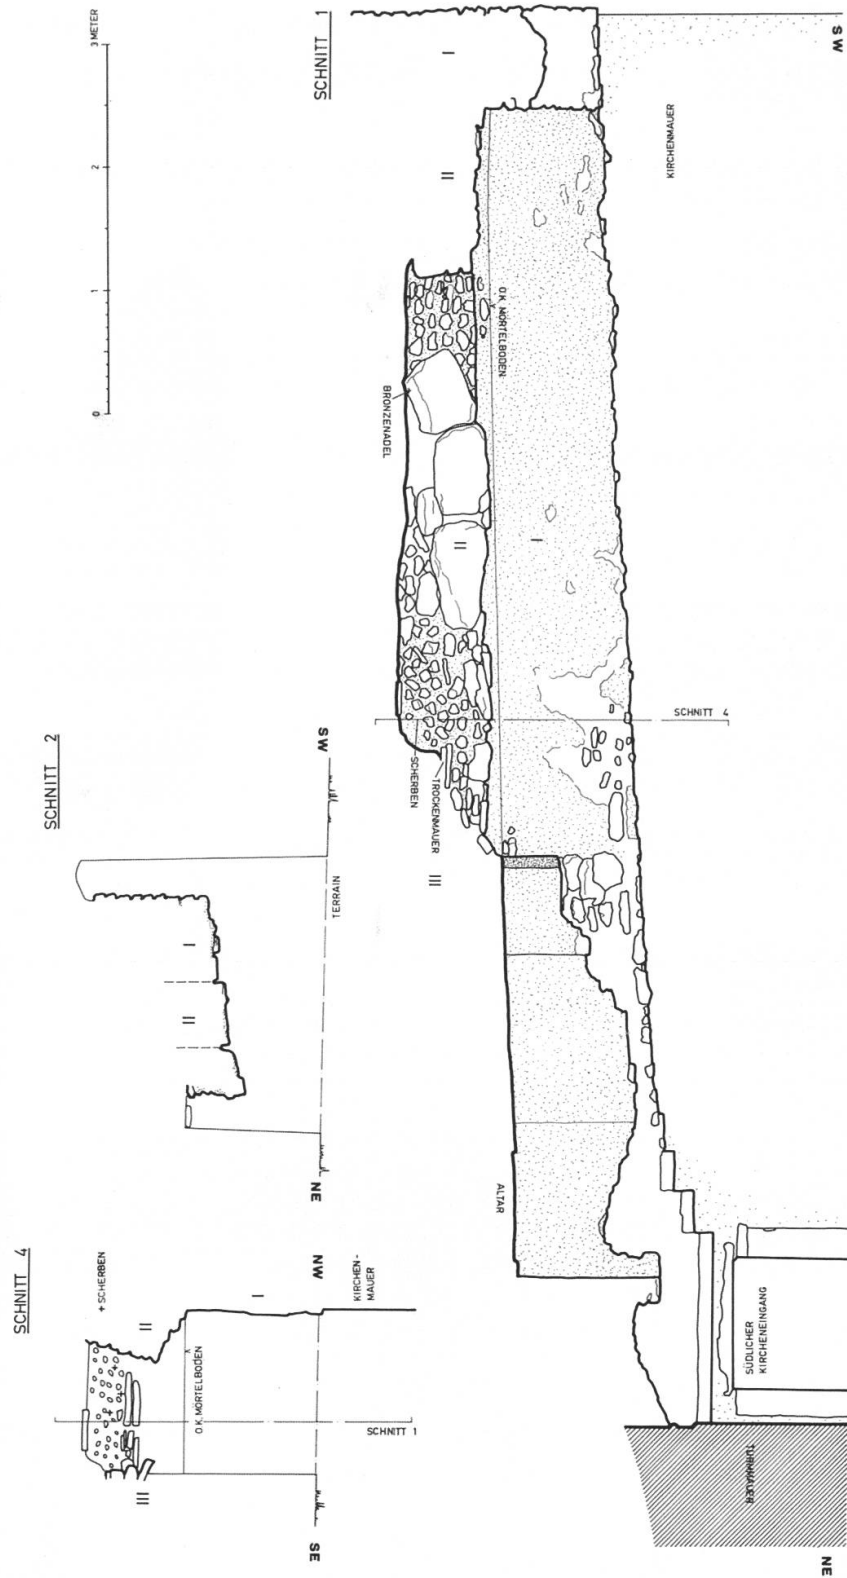 SCHNITT 1
SW
KIRCHENMAUER
I
II
O.K. MÖRTELBODEN
BRONZENADEL
II
I
SCHNITT 4
SCHERBEN
TROCKENMAUER
III
ALTAR
SÜDLICHER
KIRCHENEINGANG
TURMMAUER
NE
3 METER
2
1
0
SCHNITT 2
SW
TERRAIN
I
II
NE
SCHNITT 4
+ SCHERBEN
NW
KIRCHEN-
MAUER
I
II
O.K. MÖRTELBODEN
SCHNITT 1
III
SE